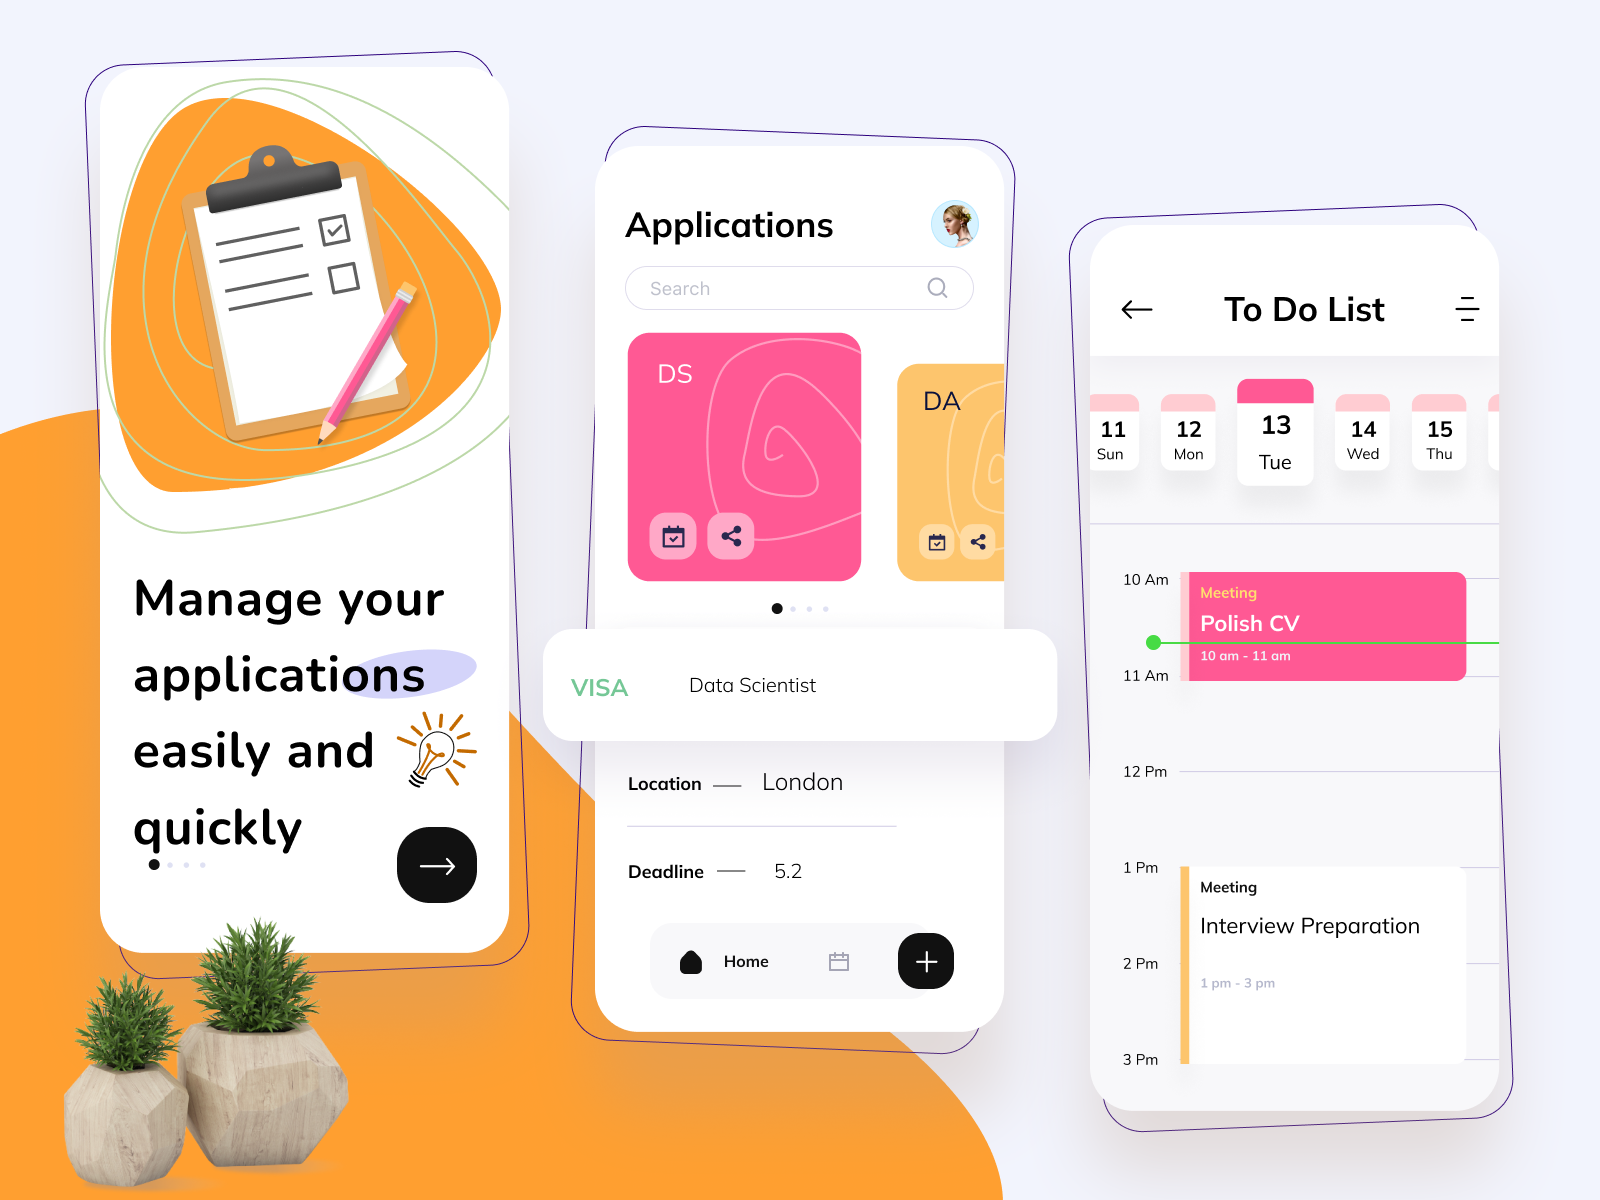 Manage your
applications
easily and
quickly
Applications
Search
DS
DA
VISA
Data Scientist
Location — London
Deadline — 5.2
Home
To Do List
11
Sun
12
Mon
13
Tue
14
Wed
15
Thu
10 Am
Meeting
Polish CV
10 am - 11 am
11 Am
12 Pm
1 Pm
Meeting
Interview Preparation
2 Pm
1 pm - 3 pm
3 Pm